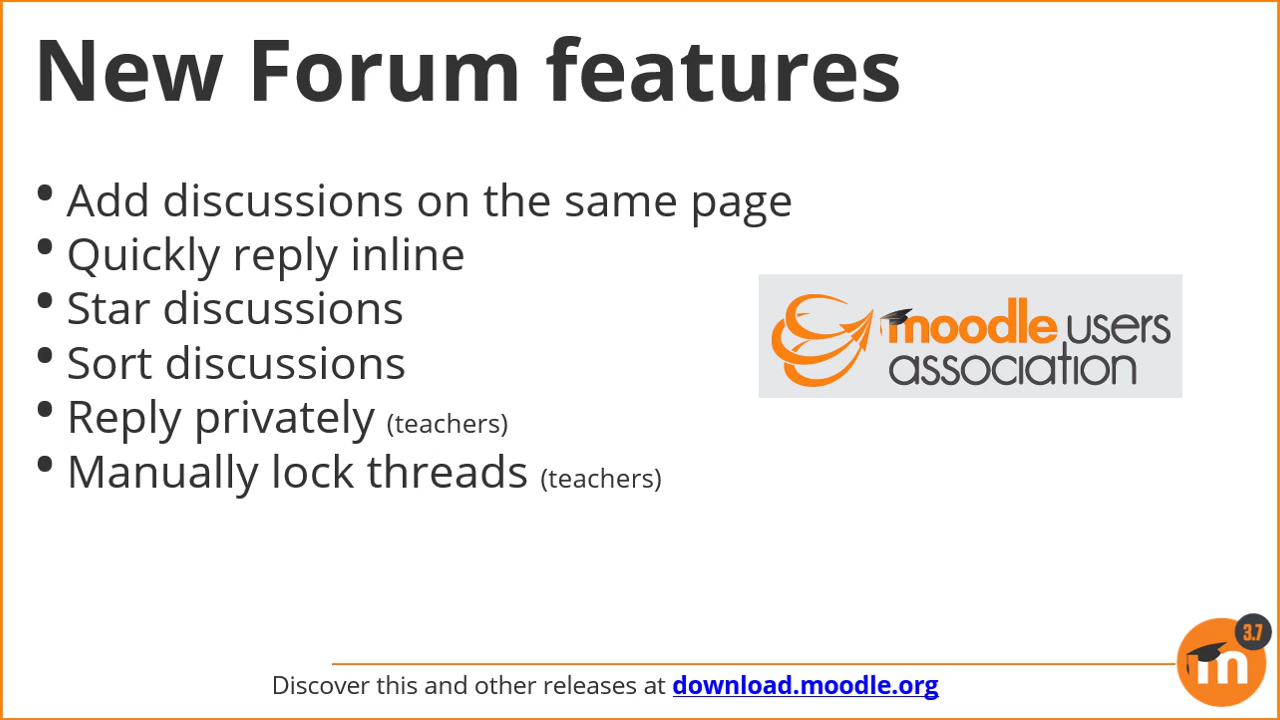 New Forum features
• Add discussions on the same page
• Quickly reply inline
• Star discussions
• Sort discussions
• Reply privately (teachers)
• Manually lock threads (teachers)
moodle users
association
3.7
m
Discover this and other releases at download.moodle.org